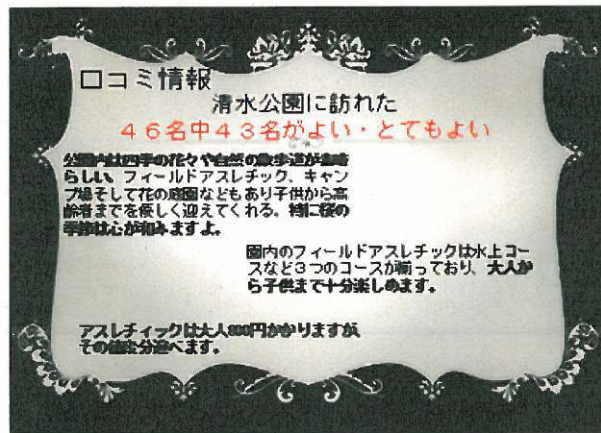 口コミ情報
清水公園に訪れた
46名中43名がよい・とてもよい
公園内は四季の花々や自然の散歩道が素晴
らしい。フィールドアスレチック、キャン
プ場そして花の庭園などもあり子供から高
齢者までを優しく迎えてくれる。特に桜の
季節は心が和みますよ。
園内のフィールドアスレチックは水上コー
スなど3つのコースが揃っており、大人か
ら子供まで十分楽しめます。
アスレチィックは大人800円かかりますが、
その